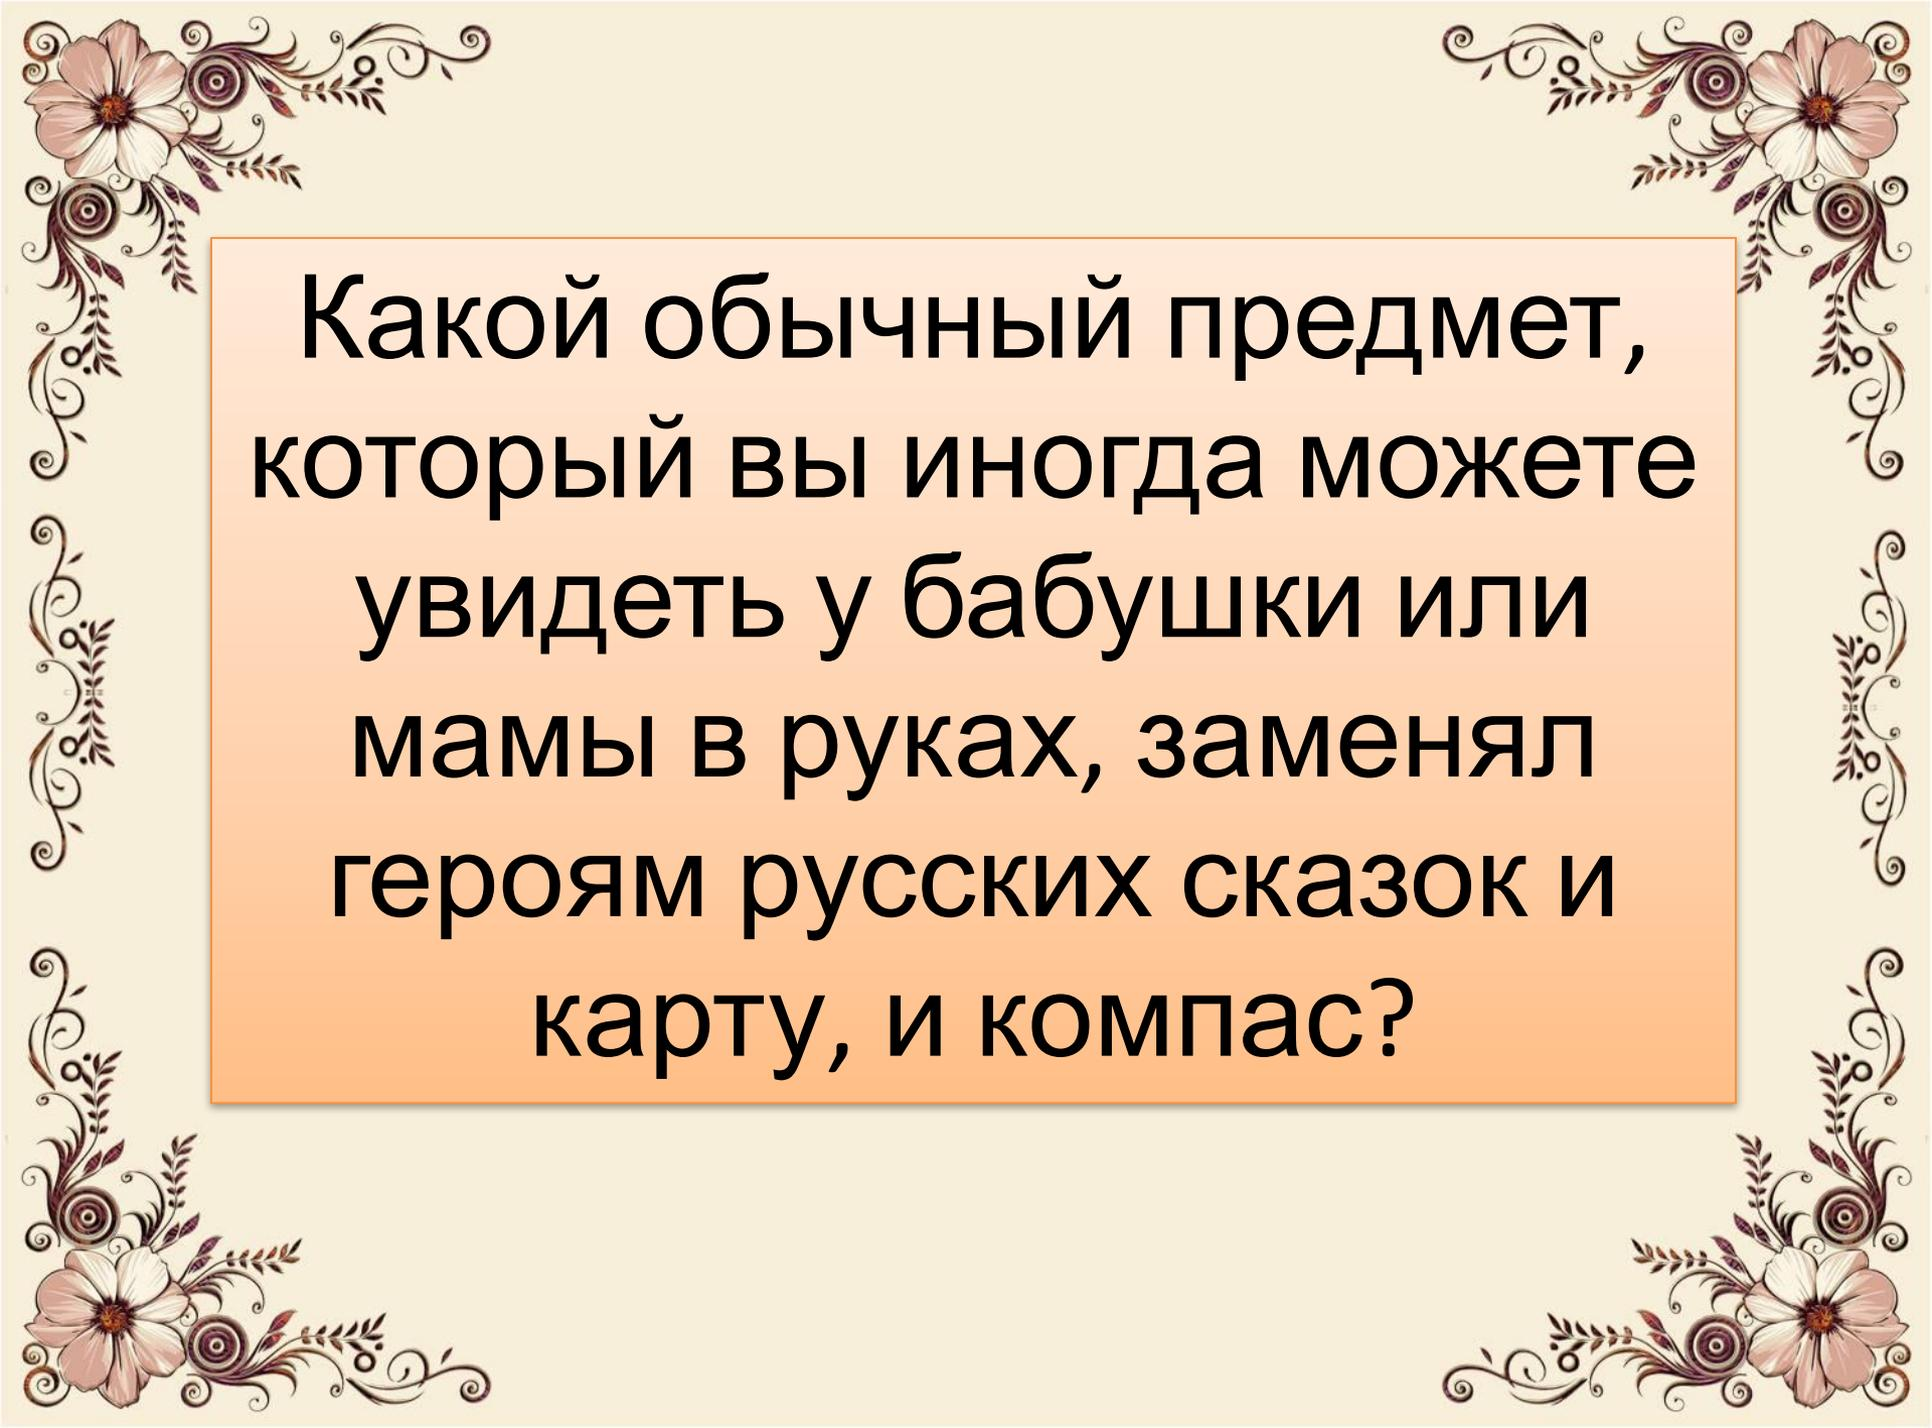 Какой обычный предмет,
который вы иногда можете
увидеть у бабушки или
мамы в руках, заменял
героям русских сказок и
карту, и компас?